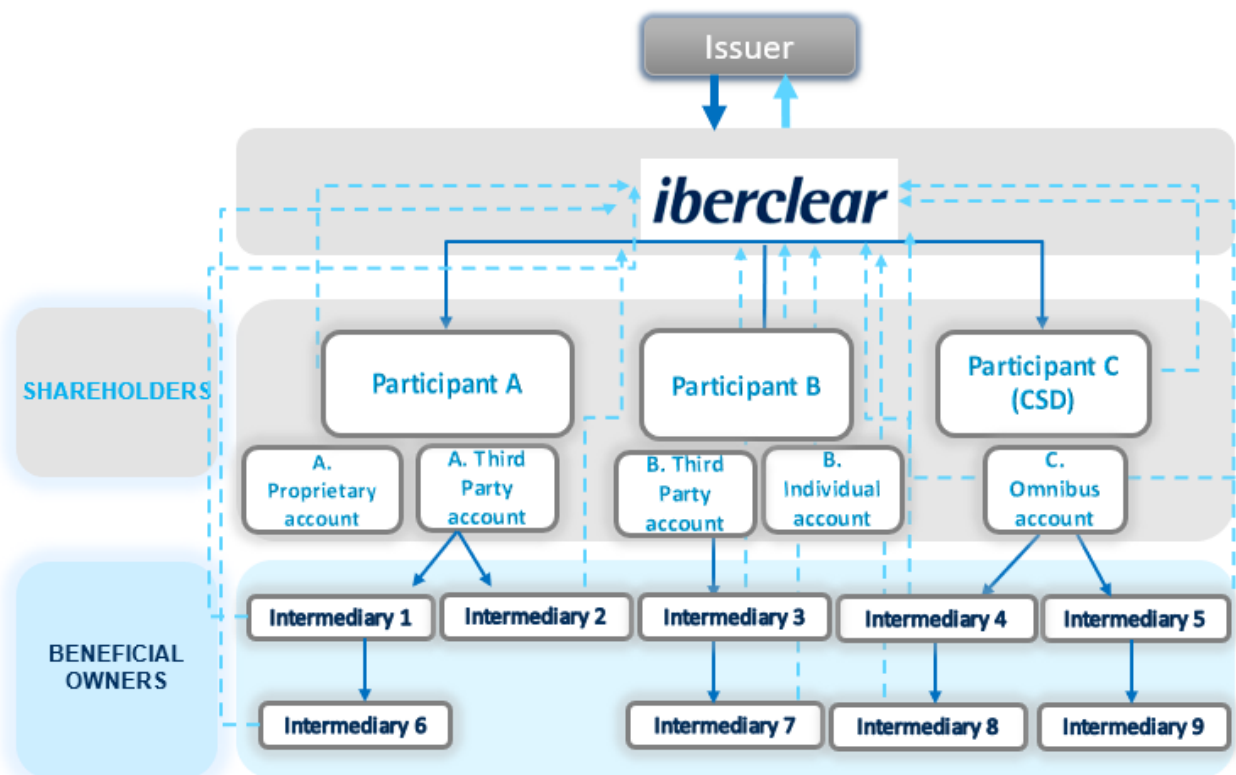 Issuer
iberclear
SHAREHOLDERS
Participant A
Participant B
Participant C
(CSD)
A.
Proprietary
account
A. Third
Party
account
B. Third
Party
account
B.
Individual
account
C.
Omnibus
account
BENEFICIAL
OWNERS
Intermediary 1
Intermediary 2
Intermediary 3
Intermediary 4
Intermediary 5
Intermediary 6
Intermediary 7
Intermediary 8
Intermediary 9